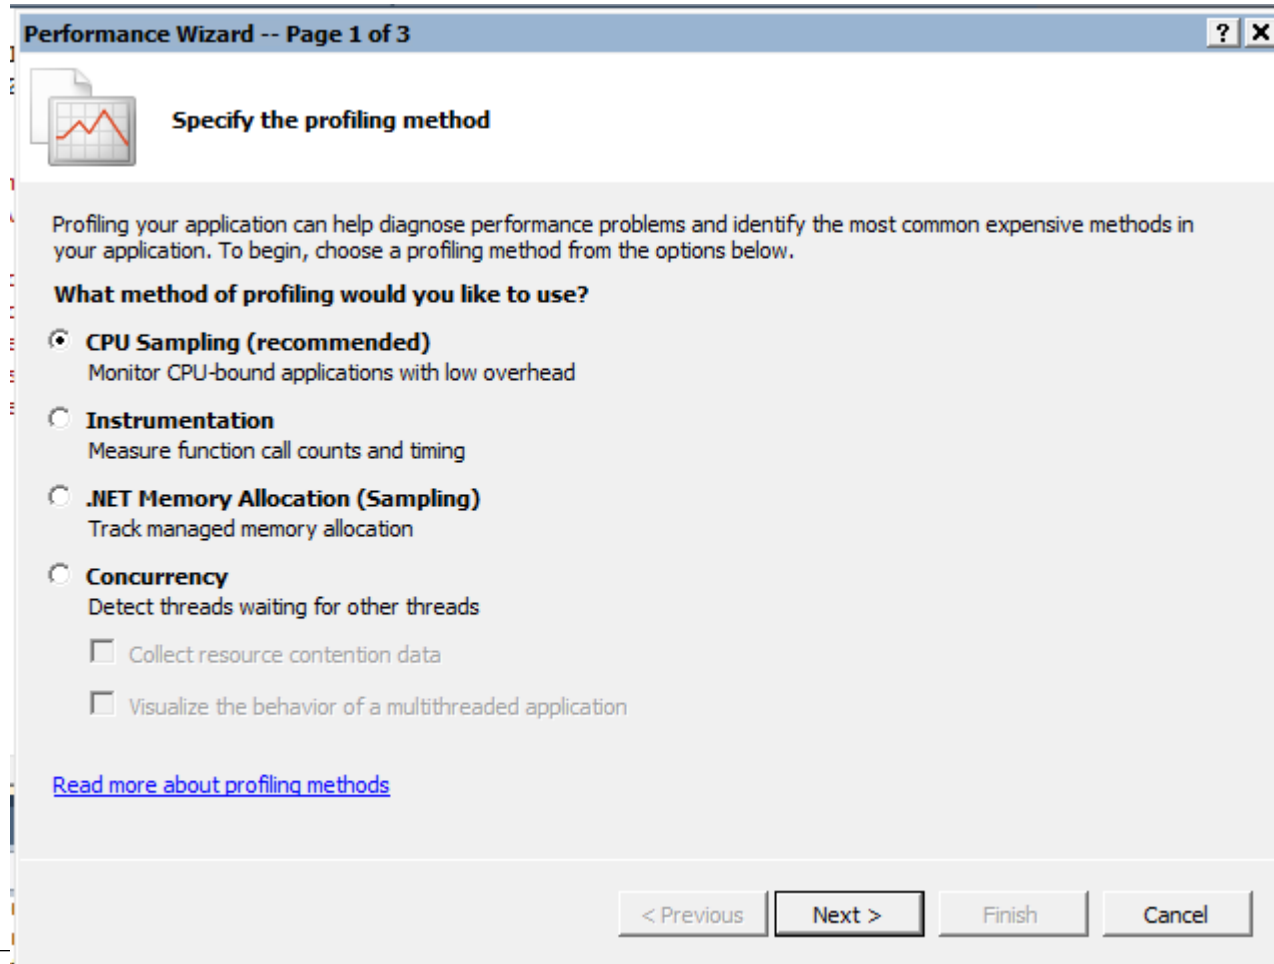 Performance Wizard -- Page 1 of 3
Specify the profiling method
Profiling your application can help diagnose performance problems and identify the most common expensive methods in
your application. To begin, choose a profiling method from the options below.
What method of profiling would you like to use?
CPU Sampling (recommended)
Monitor CPU-bound applications with low overhead
Instrumentation
Measure function call counts and timing
.NET Memory Allocation (Sampling)
Track managed memory allocation
Concurrency
Detect threads waiting for other threads
Collect resource contention data
Visualize the behavior of a multithreaded application
Read more about profiling methods
< Previous Next > Finish Cancel